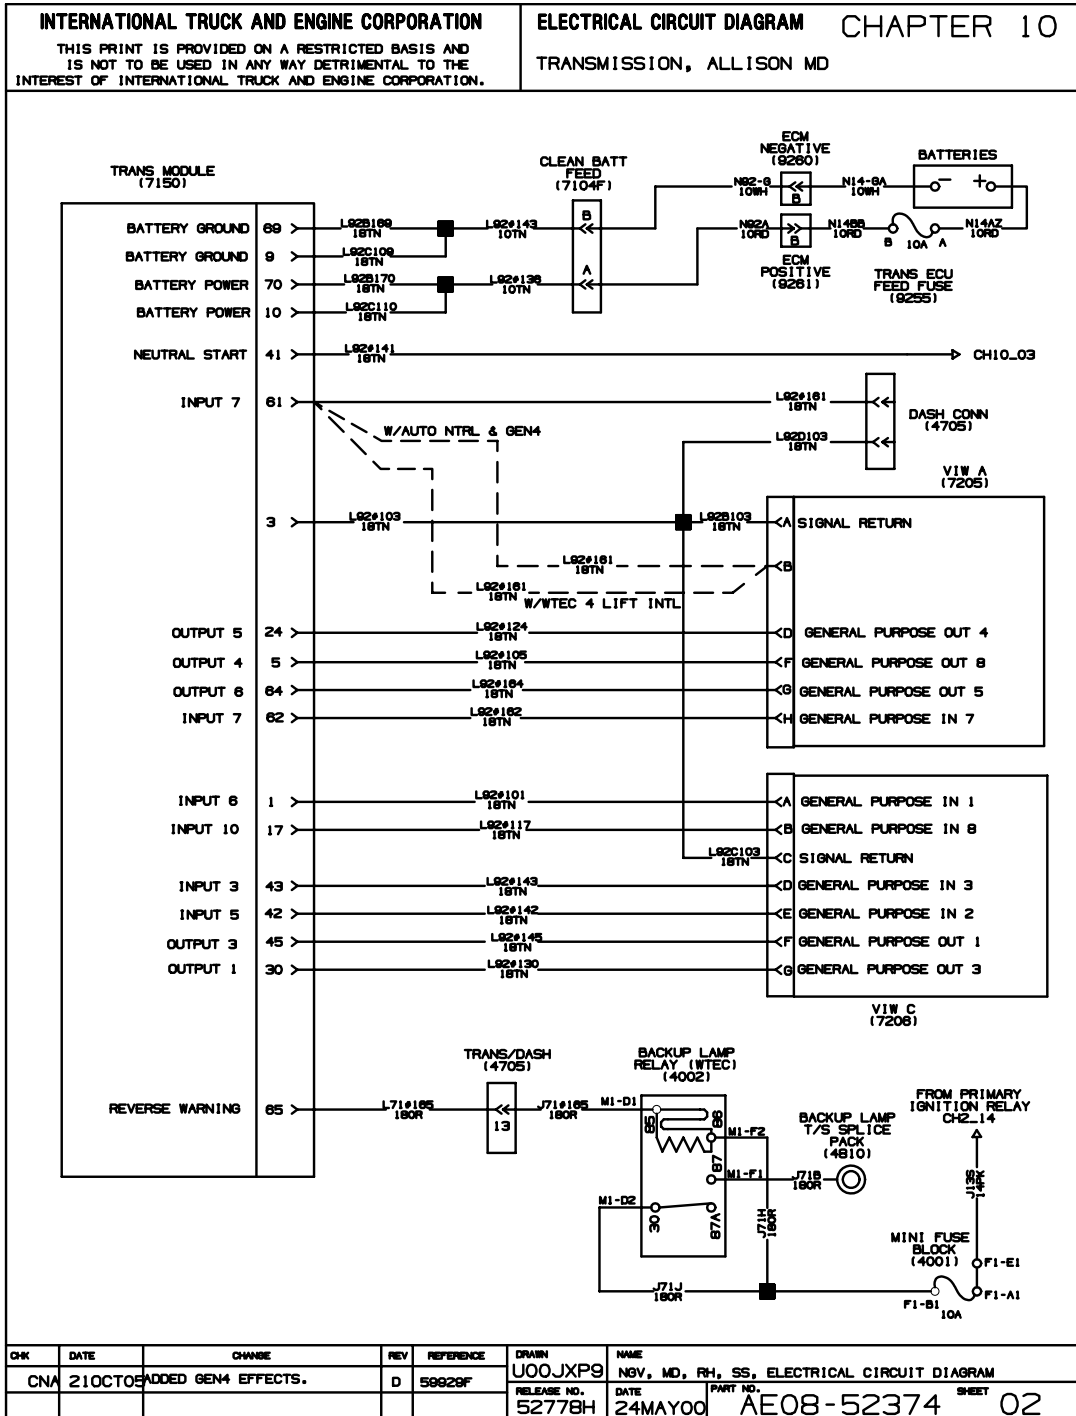 INTERNATIONAL TRUCK AND ENGINE CORPORATION
THIS PRINT IS PROVIDED ON A RESTRICTED BASIS AND
IS NOT TO BE USED IN ANY WAY DETRIMENTAL TO THE
INTEREST OF INTERNATIONAL TRUCK AND ENGINE CORPORATION.
ELECTRICAL CIRCUIT DIAGRAM CHAPTER 10
TRANSMISSION, ALLISON MD
TRANS MODULE
(7150)
CLEAN BATT
FEED
(7104F)
ECM
NEGATIVE
(9260)
BATTERIES
N92-G
10WH
B
N14-GA
10WH
- +
BATTERY GROUND 69
L92B169
18TN
L92*143
10TN
B
N92A
10RD
B
N14BB
10RD
B 10A A
N14AZ
10RD
BATTERY GROUND 9
L92C109
18TN
ECM
POSITIVE
(9261)
TRANS ECU
FEED FUSE
(9255)
BATTERY POWER 70
L92B170
18TN
L92*136
10TN
A
BATTERY POWER 10
L92C110
18TN
NEUTRAL START 41
L92*141
18TN
CH10_03
INPUT 7 61
L92*161
18TN
DASH CONN
(4705)
W/AUTO NTRL & GEN4
L92D103
18TN
VIW A
(7205)
3
L92*103
18TN
L92B103
18TN
A SIGNAL RETURN
L92*161
18TN
B
L92*161
18TN
W/WTEC 4 LIFT INTL
OUTPUT 5 24
L92*124
18TN
D GENERAL PURPOSE OUT 4
OUTPUT 4 5
L92*105
18TN
F GENERAL PURPOSE OUT 8
OUTPUT 6 64
L92*164
18TN
G GENERAL PURPOSE OUT 5
INPUT 7 62
L92*162
18TN
H GENERAL PURPOSE IN 7
INPUT 6 1
L92*101
18TN
A GENERAL PURPOSE IN 1
INPUT 10 17
L92*117
18TN
B GENERAL PURPOSE IN 8
L92C103
18TN
C SIGNAL RETURN
INPUT 3 43
L92*143
18TN
D GENERAL PURPOSE IN 3
INPUT 5 42
L92*142
18TN
E GENERAL PURPOSE IN 2
OUTPUT 3 45
L92*145
18TN
F GENERAL PURPOSE OUT 1
OUTPUT 1 30
L92*130
18TN
G GENERAL PURPOSE OUT 3
VIW C
(7206)
TRANS/DASH
(4705)
BACKUP LAMP
RELAY (WTEC)
(4002)
REVERSE WARNING 65
L71*165
18OR
13
J71*165
18OR
M1-D1
85
86
M1-F2
87
M1-F1
M1-D2
30
87A
BACKUP LAMP
T/S SPLICE
PACK
(4810)
J71B
18OR
J71H
18OR
J71J
18OR
FROM PRIMARY
IGNITION RELAY
CH2_14
J13S
14PK
MINI FUSE
BLOCK
(4001)
F1-E1
F1-A1
F1-B1
10A
CHK DATE CHANGE REV REFERENCE
CNA 21OCT05 ADDED GEN4 EFFECTS. D 59929F
DRAWN
U00JXP9
NAME
NGV, MD, RH, SS, ELECTRICAL CIRCUIT DIAGRAM
RELEASE NO.
52778H
DATE
24MAY00
PART NO.
AE08-52374
SHEET
02